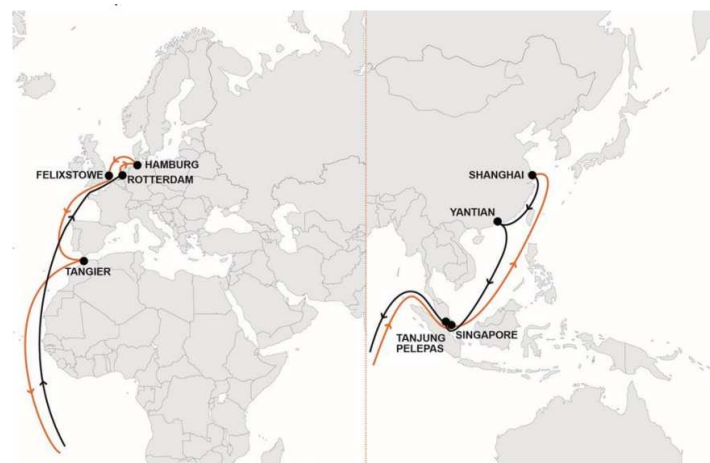 HAMBURG
FELIXSTOWE
ROTTERDAM
TANGIER
SHANGHAI
YANTIAN
TANJUNG
PELEPAS
SINGAPORE